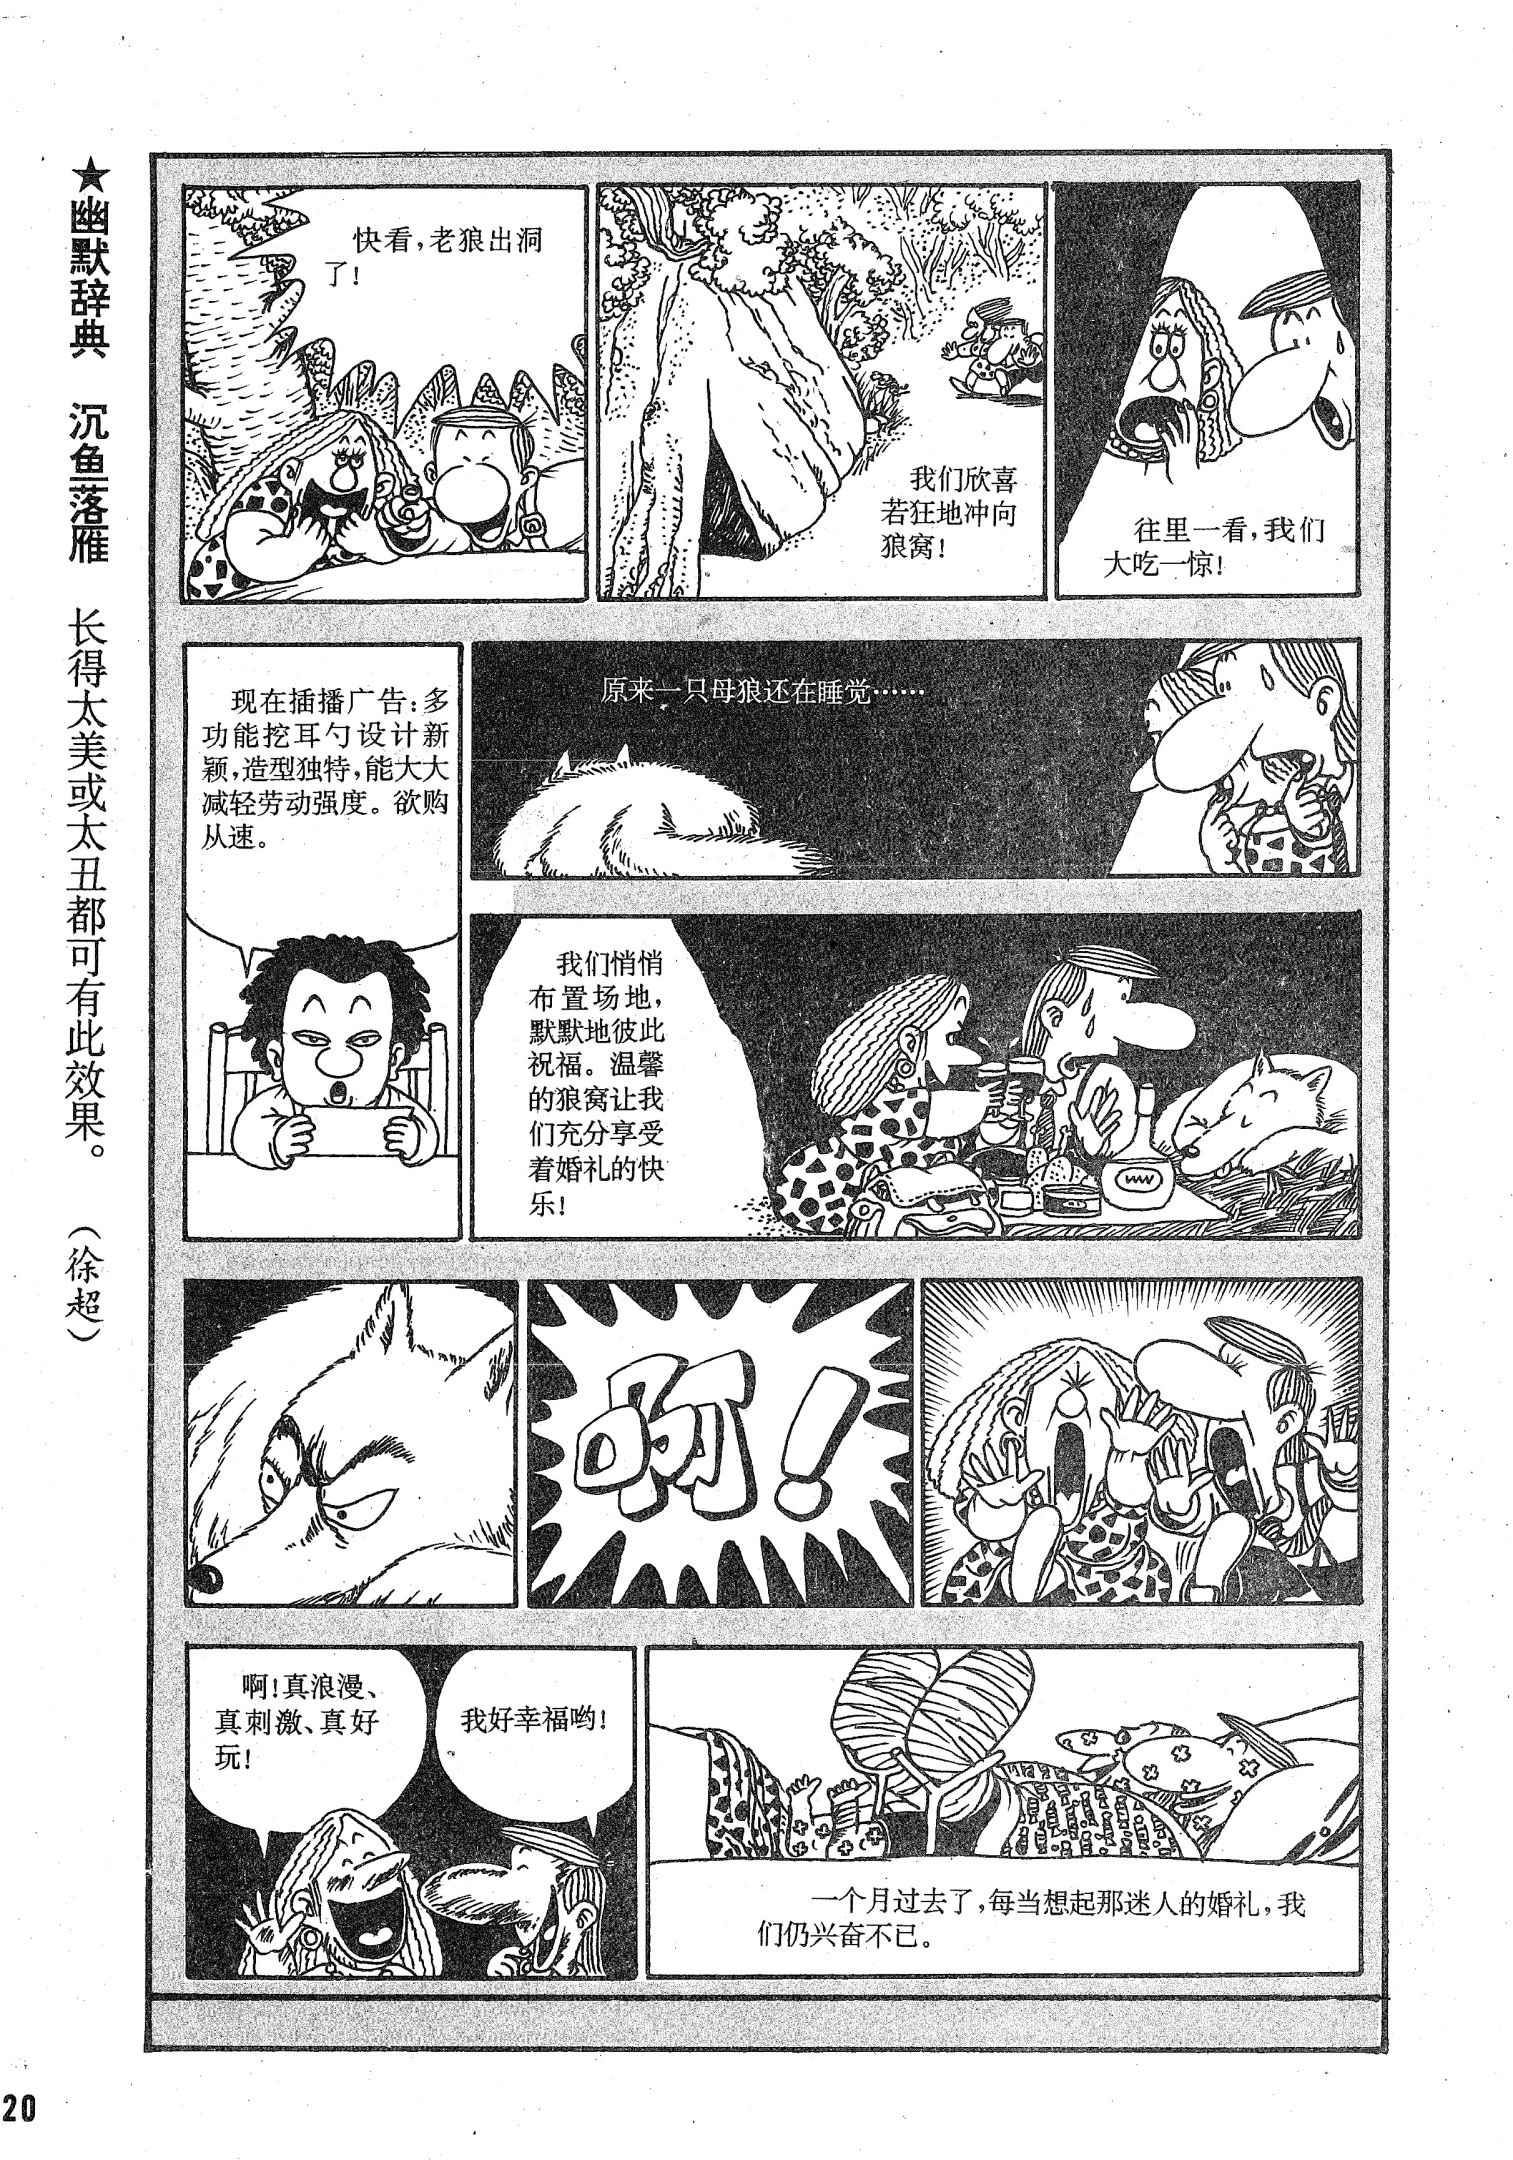 ★幽默辞典 沉鱼落雁 长得太美或太丑都可有此效果。 (徐超)
快看,老狼出洞
了!
我们欣喜
若狂地冲向
狼窝!
往里一看,我们
大吃一惊!
现在插播广告:多
功能挖耳勺设计新
颖,造型独特,能大大
减轻劳动强度。欲购
从速。
原来一只母狼还在睡觉……
我们悄悄
布置场地,
默默地彼此
祝福。温馨
的狼窝让我
们充分享受
着婚礼的快
乐!
啊!
啊!真浪漫、
真刺激、真好
玩!
我好幸福哟!
一个月过去了,每当想起那迷人的婚礼,我
们仍兴奋不已。
20